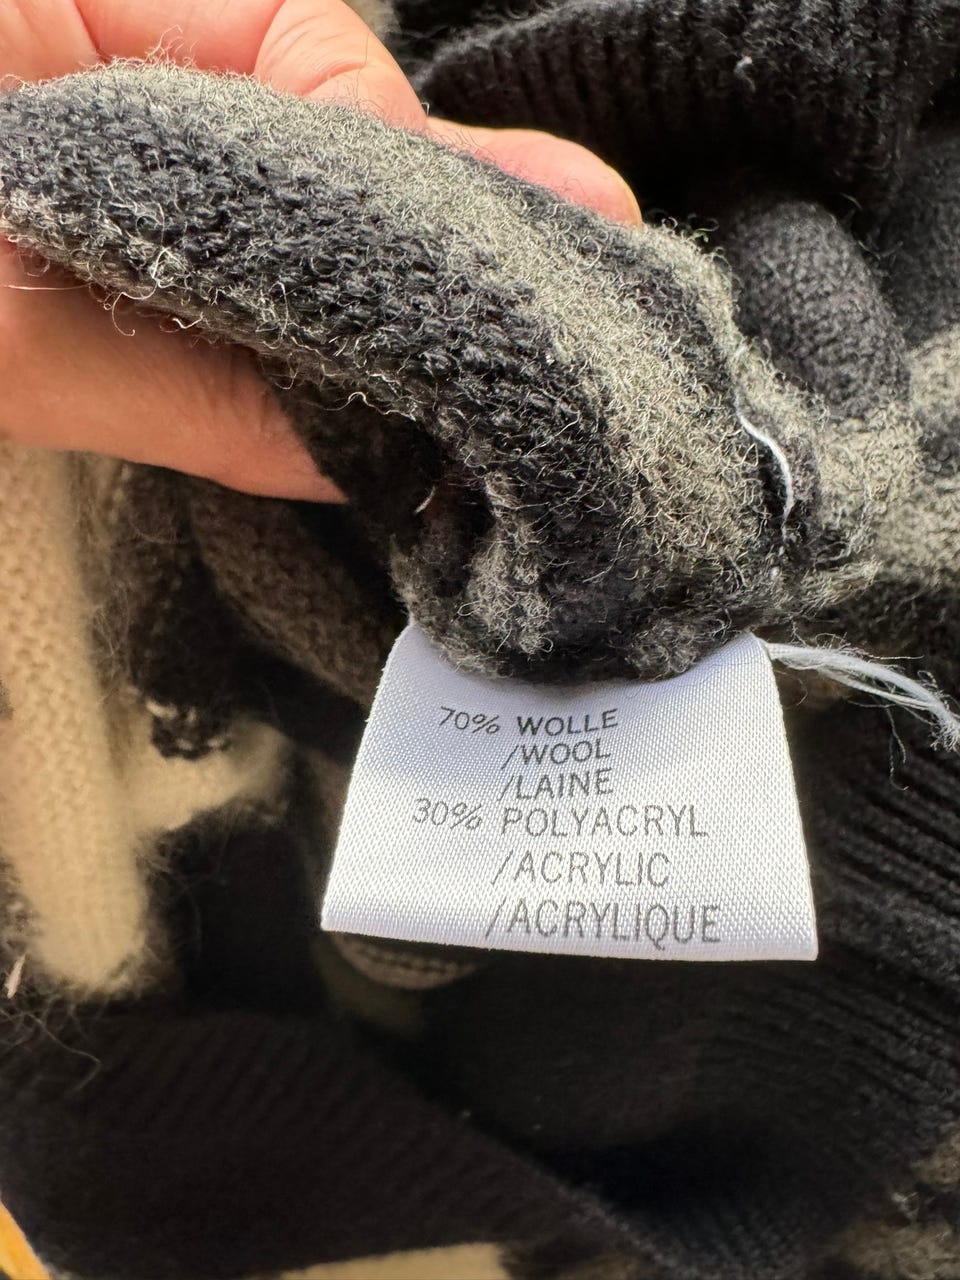 70% WOLLE
/WOOL
/LAINE
30% POLYACRYL
/ACRYLIC
/ACRYLIQUE